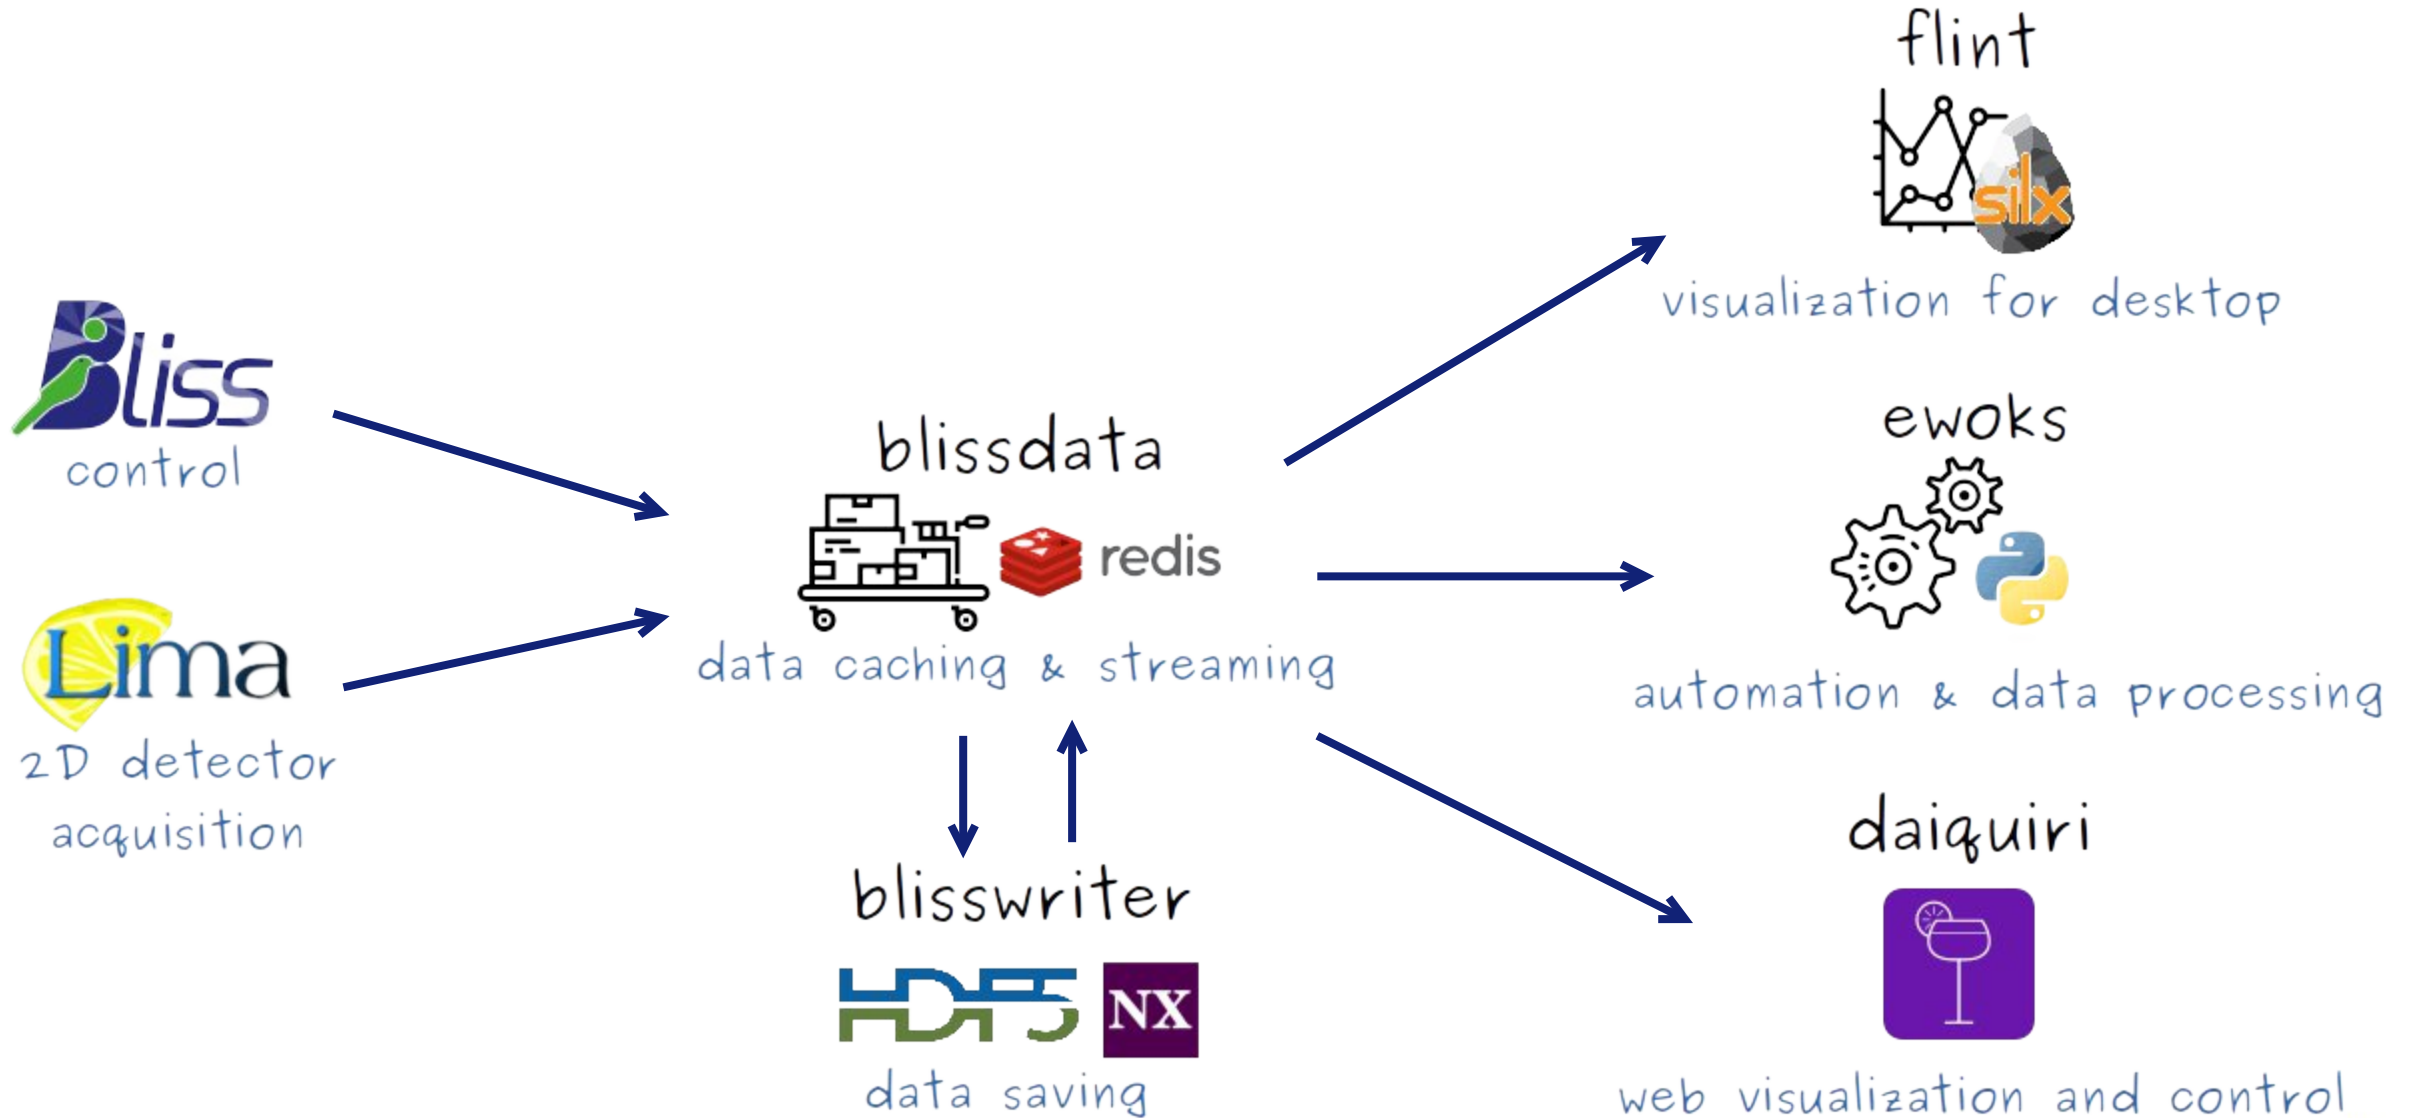 Bliss
control
Lima
2D detector
acquisition
blissdata
redis
data caching & streaming
blisswriter
HDF5 NX
data saving
flint
silx
visualization for desktop
ewoks
automation & data processing
daiquiri
web visualization and control